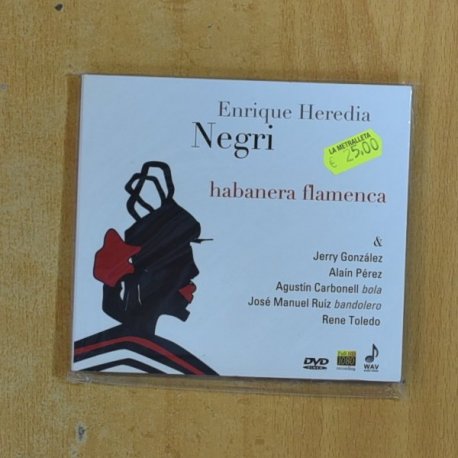 Enrique Heredia
Negri
LA METRALLETA
€ 25,00
habanera flamenca
&
Jerry González
Alain Pérez
Agustín Carbonell bola
José Manuel Ruíz bandolero
Rene Toledo
DVD
WAV